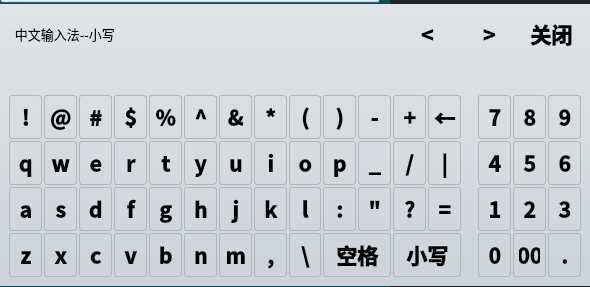 中文输入法--小写 < > 关闭
! @ # $ % ^ & * ( ) - + ← 7 8 9
q w e r t y u i o p _ / | 4 5 6
a s d f g h j k l : " ? = 1 2 3
z x c v b n m , \ 空格 小写 0 00 .